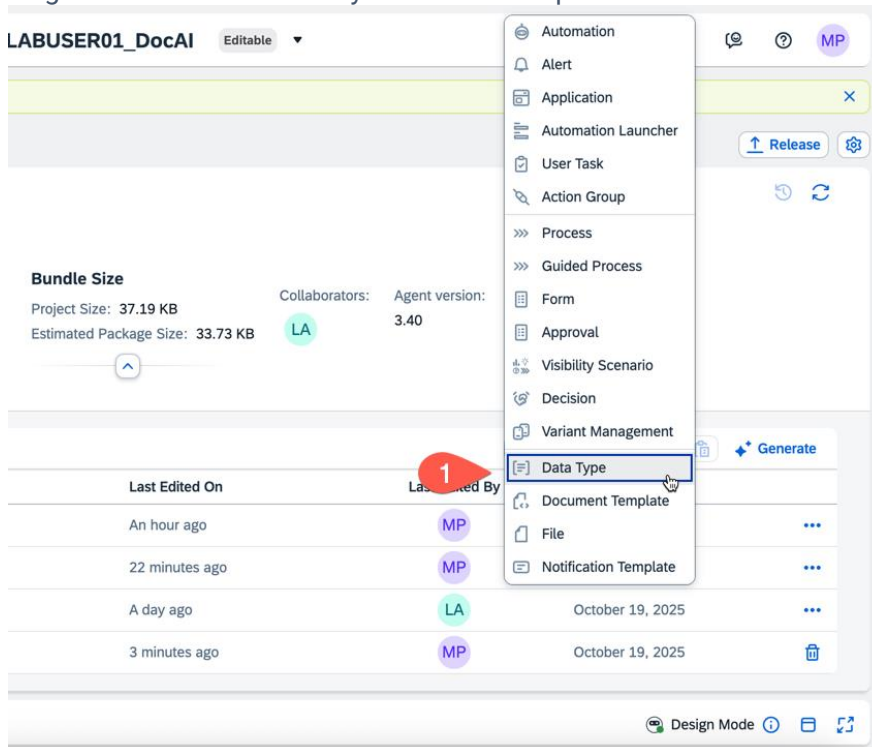 LABUSER01_DocAI Editable
MP
Release
Automation
Alert
Application
Automation Launcher
User Task
Action Group
Process
Guided Process
Form
Approval
Visibility Scenario
Decision
Variant Management
Data Type
Document Template
File
Notification Template
Bundle Size
Project Size: 37.19 KB
Estimated Package Size: 33.73 KB
Collaborators:
LA
Agent version:
3.40
Generate
1
Last Edited On
By
An hour ago MP
22 minutes ago MP
A day ago LA October 19, 2025
3 minutes ago MP October 19, 2025
Design Mode